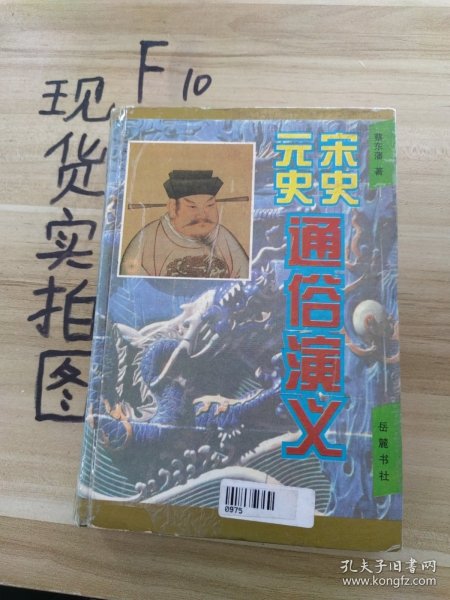 F10
现货实拍图
蔡东藩 著
宋史
元史
通俗演义
岳麓书社
0975
孔夫子旧书网
www.kongfz.com